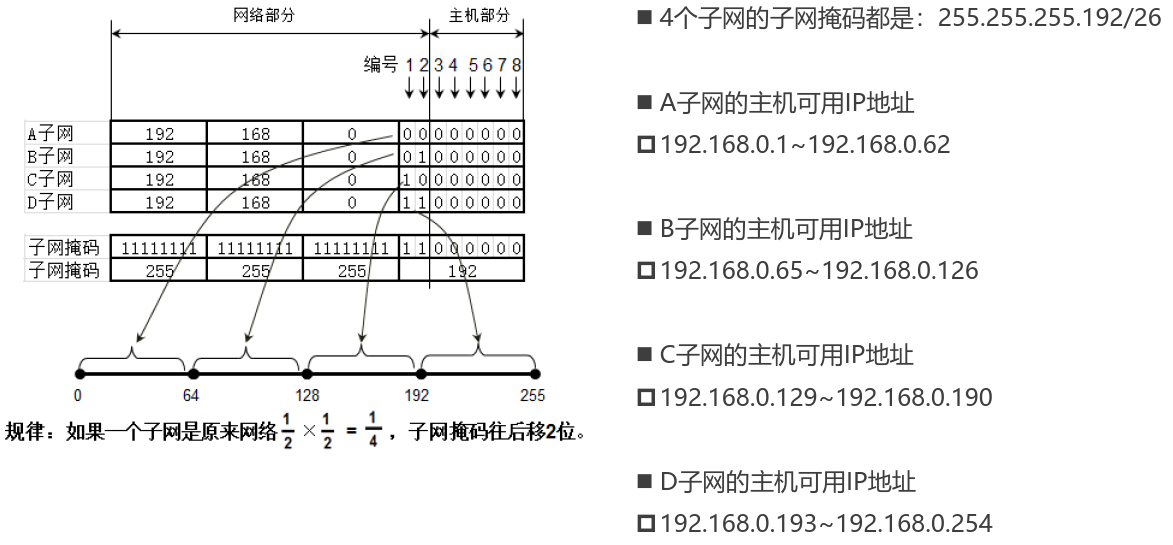 网络部分 主机部分
编号 1 2 3 4 5 6 7 8
A子网 192 168 0 0 0 0 0 0 0 0 0
B子网 192 168 0 0 1 0 0 0 0 0 0
C子网 192 168 0 1 0 0 0 0 0 0 0
D子网 192 168 0 1 1 0 0 0 0 0 0
子网掩码 11111111 11111111 11111111 1 1 0 0 0 0 0 0
子网掩码 255 255 255 192
0 64 128 192 255
规律：如果一个子网是原来网络1/2×1/2=1/4，子网掩码往后移2位。
■ 4个子网的子网掩码都是：255.255.255.192/26
■ A子网的主机可用IP地址
192.168.0.1~192.168.0.62
■ B子网的主机可用IP地址
192.168.0.65~192.168.0.126
■ C子网的主机可用IP地址
192.168.0.129~192.168.0.190
■ D子网的主机可用IP地址
192.168.0.193~192.168.0.254